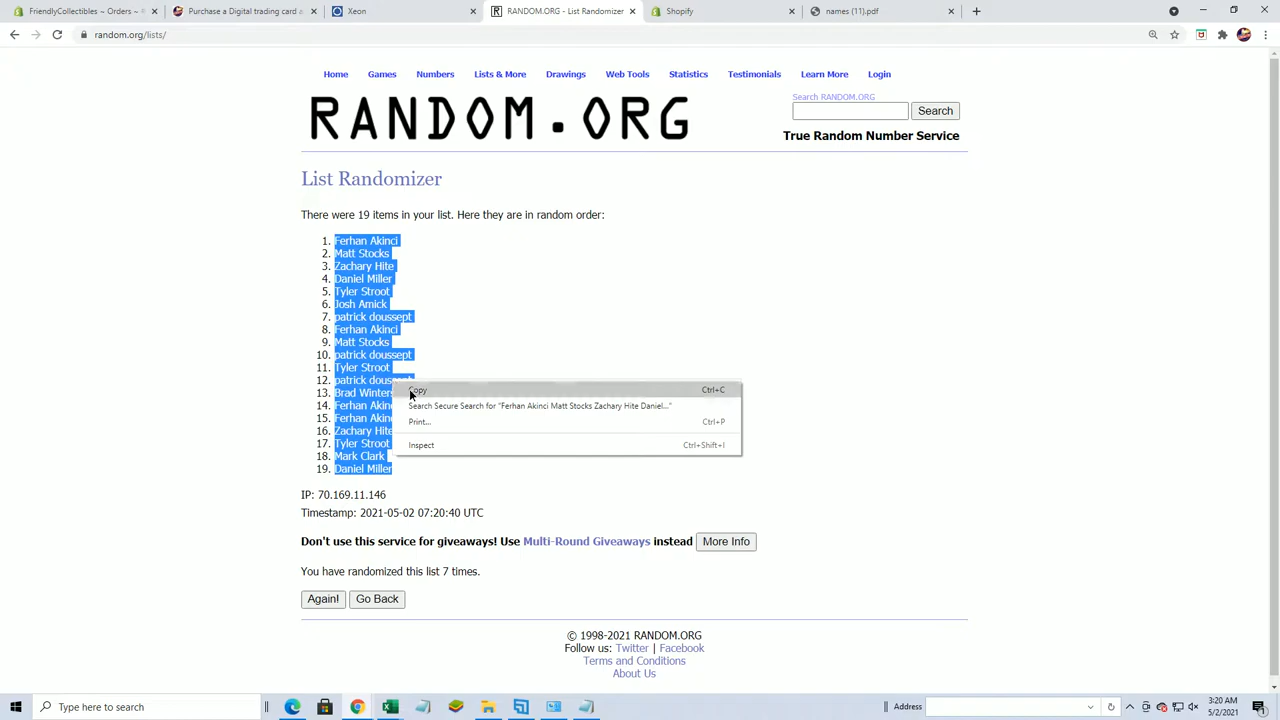 FriendlyCollectibles ~ Orders ~
Purchase a Digital trading card
RANDOM.ORG - List Randomizer
Shopify
names (11).pdf
random.org/lists/
Home Games Numbers Lists & More Drawings Web Tools Statistics Testimonials Learn More Login
RANDOM.ORG
Search RANDOM.ORG
Search
True Random Number Service
List Randomizer
There were 19 items in your list. Here they are in random order:
1. Ferhan Akinci
2. Matt Stocks
3. Zachary Hite
4. Daniel Miller
5. Tyler Stroot
6. Josh Amick
7. patrick doussept
8. Ferhan Akinci
9. Matt Stocks
10. patrick doussept
11. Tyler Stroot
12. patrick doussept
13. Brad Winters
14. Ferhan Akin
15. Ferhan Akin
16. Zachary Hite
17. Tyler Stroot
18. Mark Clark
19. Daniel Miller
Copy Ctrl+C
Search Secure Search for "Ferhan Akinci Matt Stocks Zachary Hite Daniel..."
Print... Ctrl+P
Inspect Ctrl+Shift+I
IP: 70.169.11.146
Timestamp: 2021-05-02 07:20:40 UTC
Don't use this service for giveaways! Use Multi-Round Giveaways instead More Info
You have randomized this list 7 times.
Again! Go Back
© 1998-2021 RANDOM.ORG
Follow us: Twitter | Facebook
Terms and Conditions
About Us
Type here to search
Address
3:20 AM
5/2/2021